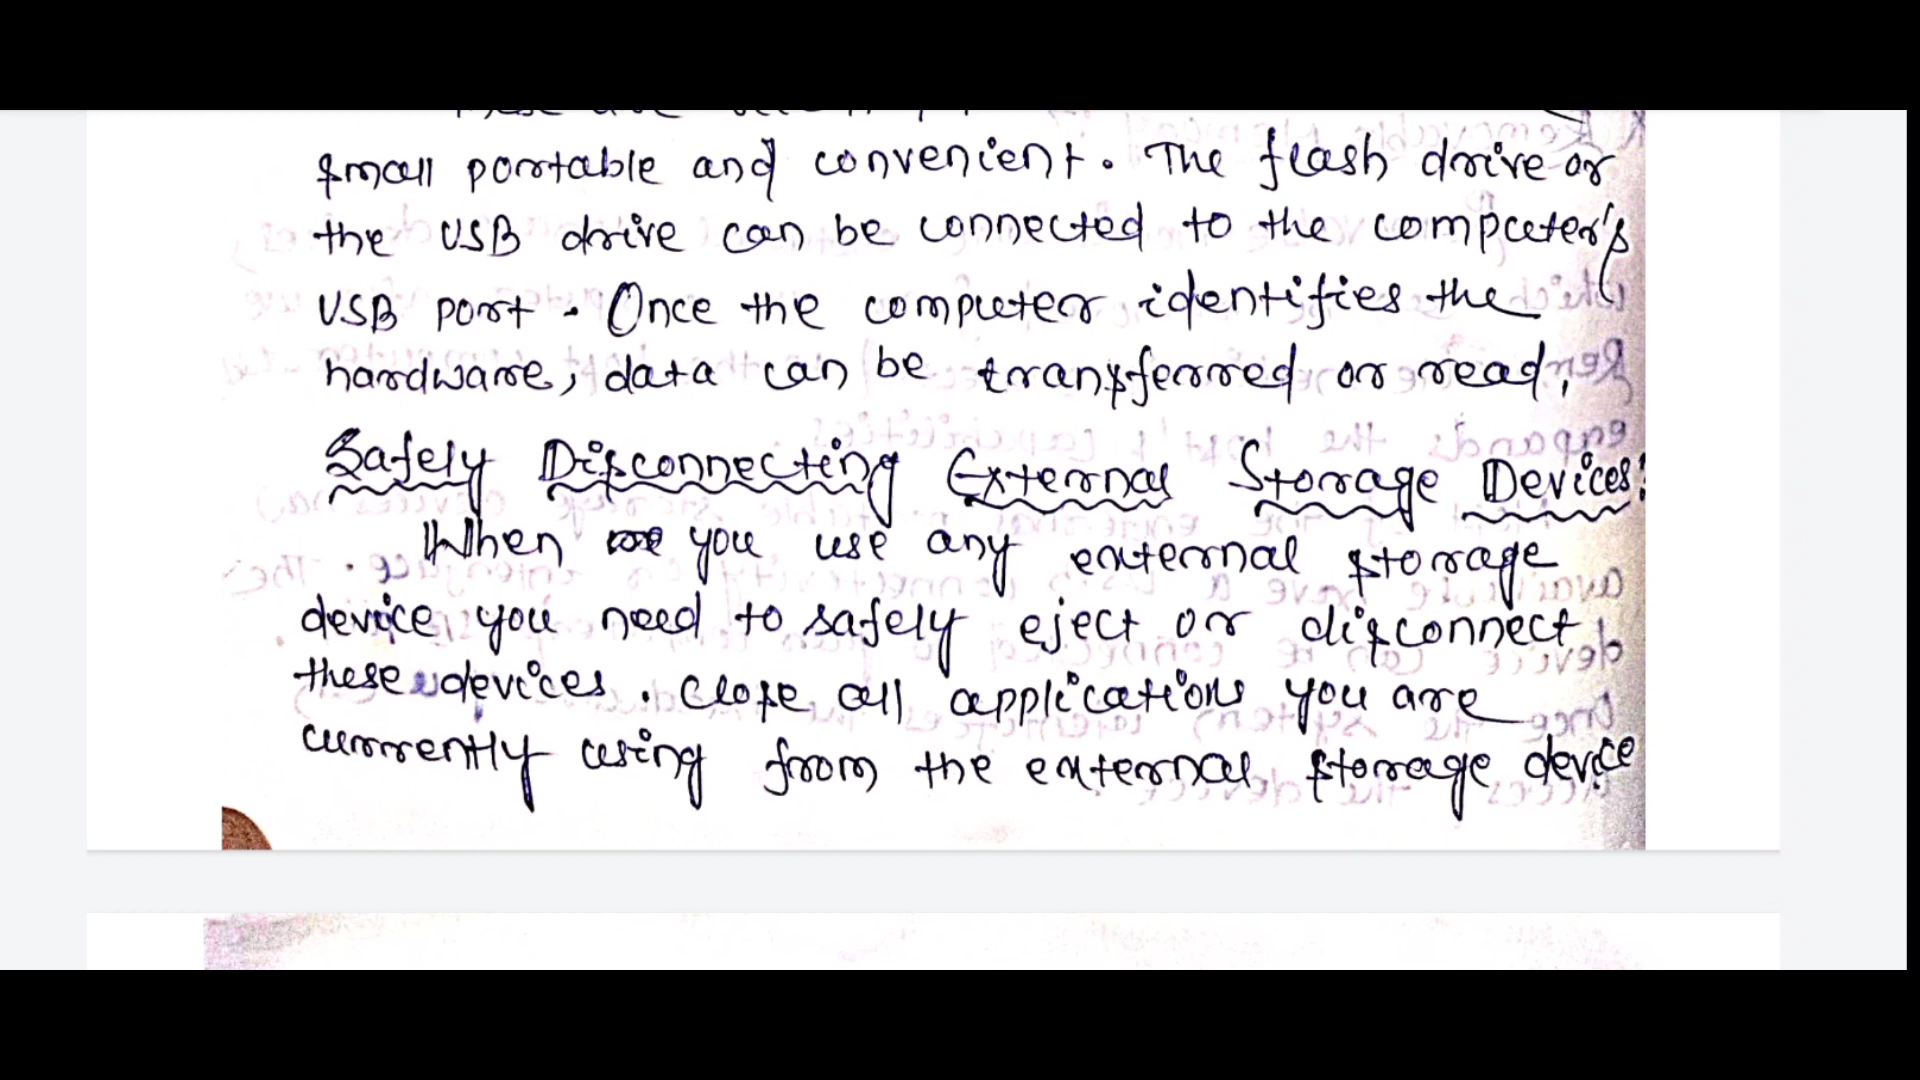 small portable and convenient. The flash drive or
the USB drive can be connected to the computer's
USB port. Once the computer identifies the
hardware, data can be transferred or read.
Safely Disconnecting External Storage Devices:
When you use any external storage
device you need to safely eject or disconnect
these devices. Close all applications you are
currently using from the external storage device